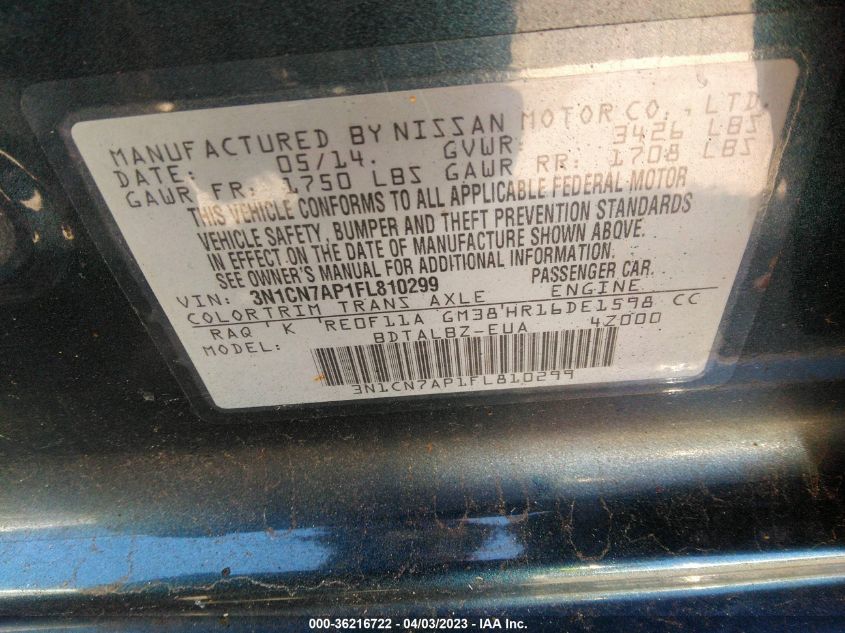 MANUFACTURED BY NISSAN MOTOR CO., LTD.
DATE: 05/14. GVWR: 3426 LBS
GAWR FR: 1750 LBS GAWR RR: 1708 LBS
THIS VEHICLE CONFORMS TO ALL APPLICABLE FEDERAL MOTOR
VEHICLE SAFETY, BUMPER AND THEFT PREVENTION STANDARDS
IN EFFECT ON THE DATE OF MANUFACTURE SHOWN ABOVE.
SEE OWNER'S MANUAL FOR ADDITIONAL INFORMATION.
VIN: 3N1CN7AP1FL810299 PASSENGER CAR.
COLOR TRIM TRANS AXLE ENGINE
RAQ ' K 'RE0F11A GM38'HR16DE1598 CC
MODEL: BDTALBZ-EUA 4Z000
3N1CN7AP1FL810299
000-36216722 - 04/03/2023 - IAA Inc.